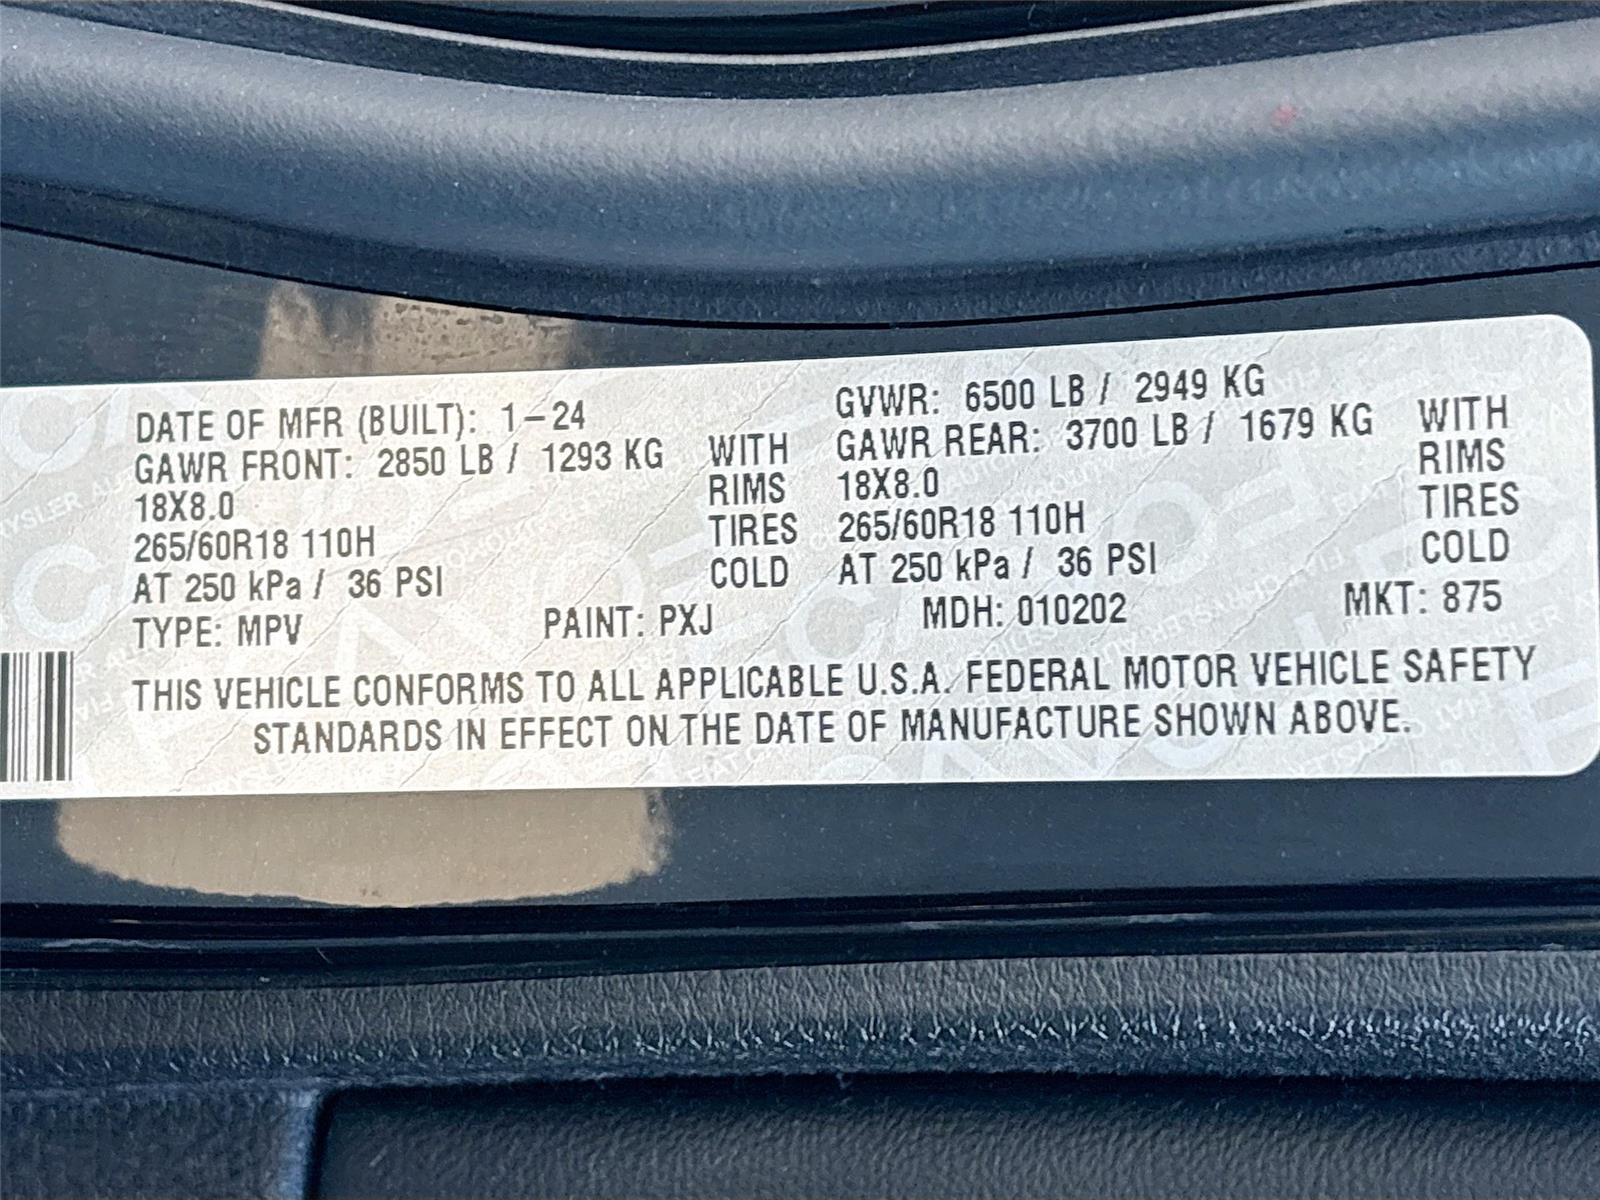 DATE OF MFR (BUILT): 1-24
GVWR: 6500 LB / 2949 KG
GAWR FRONT: 2850 LB / 1293 KG WITH
GAWR REAR: 3700 LB / 1679 KG WITH
18X8.0 RIMS
18X8.0 RIMS
265/60R18 110H TIRES
265/60R18 110H TIRES
AT 250 kPa / 36 PSI COLD
AT 250 kPa / 36 PSI COLD
TYPE: MPV PAINT: PXJ MDH: 010202 MKT: 875
THIS VEHICLE CONFORMS TO ALL APPLICABLE U.S.A. FEDERAL MOTOR VEHICLE SAFETY
STANDARDS IN EFFECT ON THE DATE OF MANUFACTURE SHOWN ABOVE.